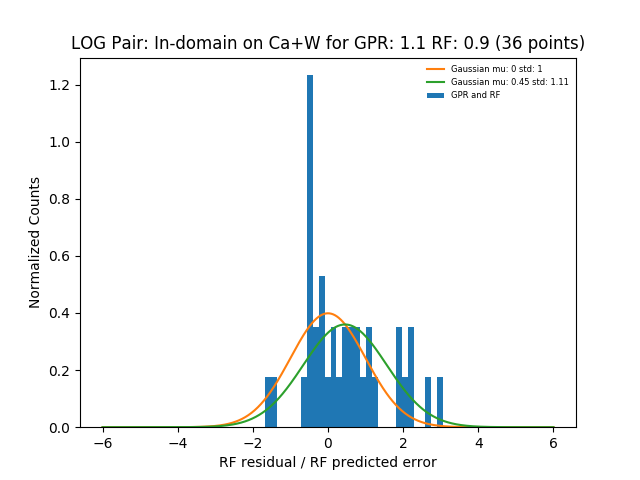 LOG Pair: In-domain on Ca+W for GPR: 1.1 RF: 0.9 (36 points)
Gaussian mu: 0 std: 1
Gaussian mu: 0.45 std: 1.11
GPR and RF
Normalized Counts
1.2
1.0
0.8
0.6
0.4
0.2
0.0
−6 −4 −2 0 2 4 6
RF residual / RF predicted error